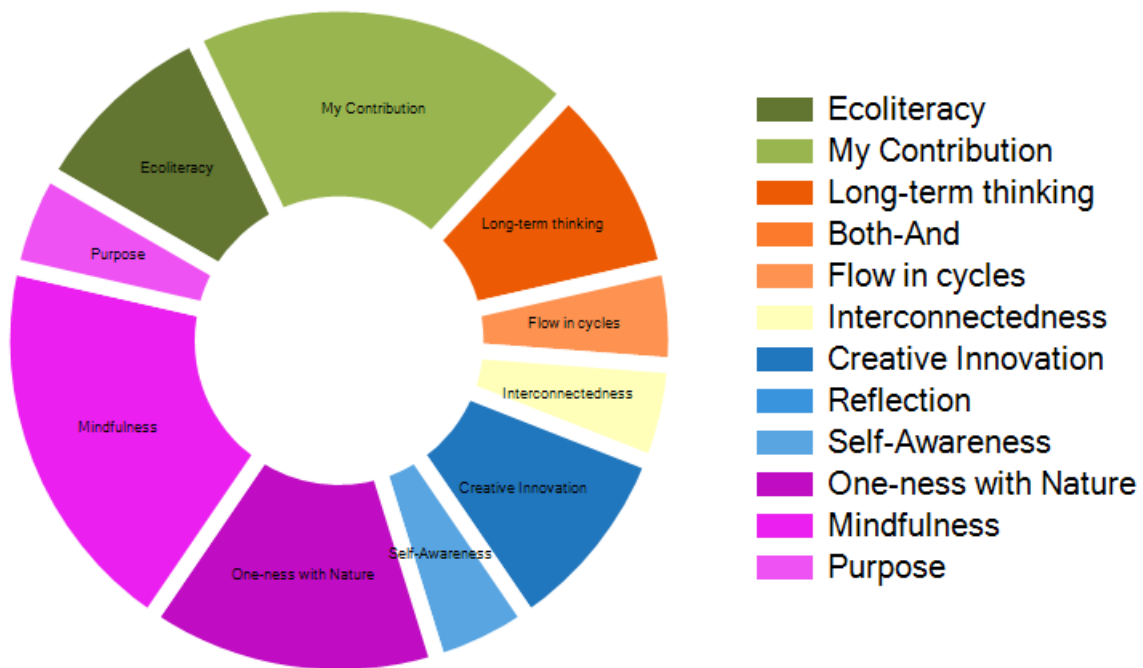 My Contribution
Ecoliteracy
Long-term thinking
Purpose
Flow in cycles
Interconnectedness
Mindfulness
Creative Innovation
Self-Awareness
One-ness with Nature
Ecoliteracy
My Contribution
Long-term thinking
Both-And
Flow in cycles
Interconnectedness
Creative Innovation
Reflection
Self-Awareness
One-ness with Nature
Mindfulness
Purpose